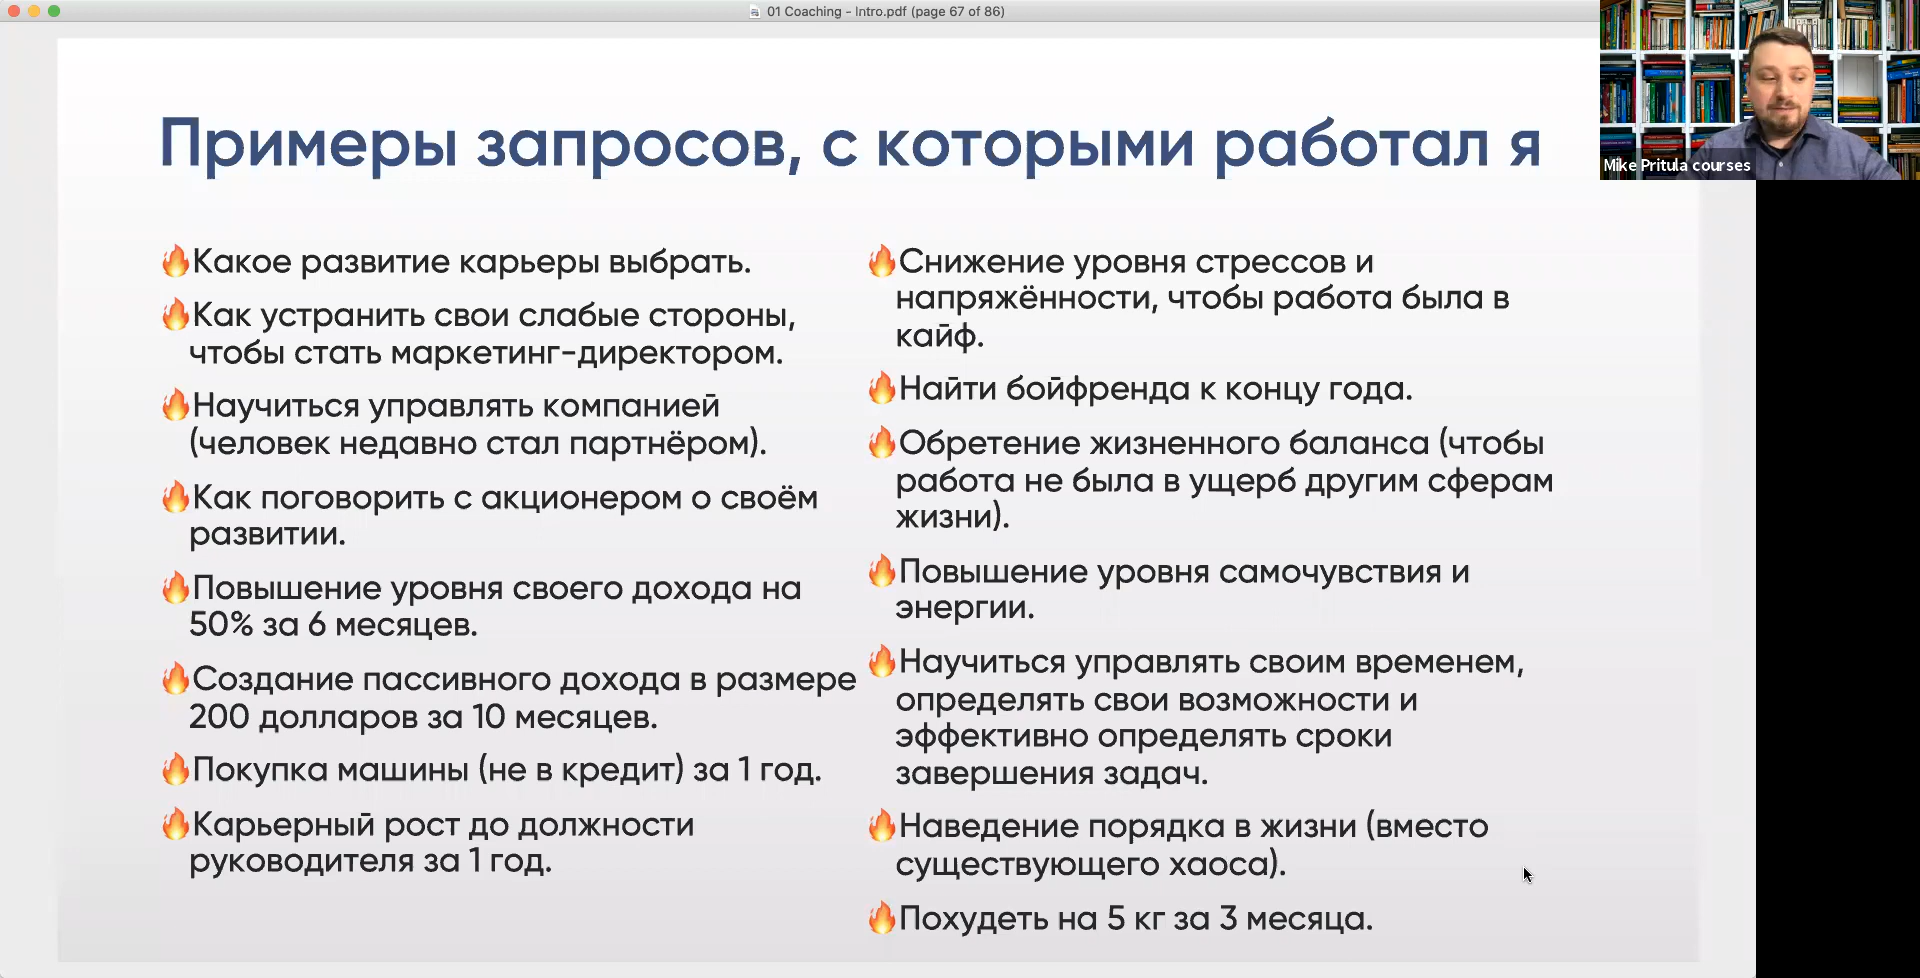 01 Coaching - Intro.pdf (page 67 of 86)
Mike Pritula courses
Примеры запросов, с которыми работал я
🔥Какое развитие карьеры выбрать.
🔥Как устранить свои слабые стороны,
чтобы стать маркетинг-директором.
🔥Научиться управлять компанией
(человек недавно стал партнёром).
🔥Как поговорить с акционером о своём
развитии.
🔥Повышение уровня своего дохода на
50% за 6 месяцев.
🔥Создание пассивного дохода в размере
200 долларов за 10 месяцев.
🔥Покупка машины (не в кредит) за 1 год.
🔥Карьерный рост до должности
руководителя за 1 год.
🔥Снижение уровня стрессов и
напряжённости, чтобы работа была в
кайф.
🔥Найти бойфренда к концу года.
🔥Обретение жизненного баланса (чтобы
работа не была в ущерб другим сферам
жизни).
🔥Повышение уровня самочувствия и
энергии.
🔥Научиться управлять своим временем,
определять свои возможности и
эффективно определять сроки
завершения задач.
🔥Наведение порядка в жизни (вместо
существующего хаоса).
🔥Похудеть на 5 кг за 3 месяца.